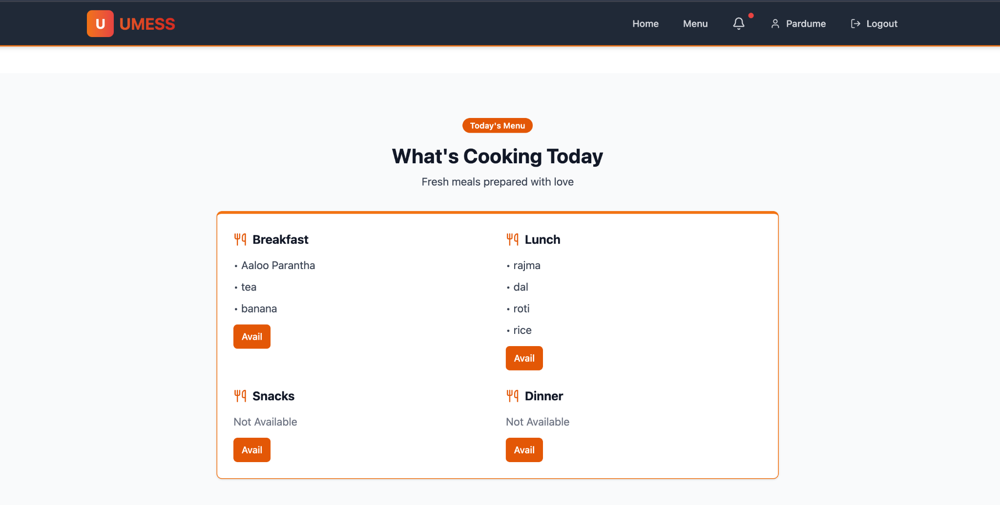 U UMESS Home Menu Pardume Logout
Today's Menu
What's Cooking Today
Fresh meals prepared with love
Breakfast
• Aaloo Parantha
• tea
• banana
Avail
Lunch
• rajma
• dal
• roti
• rice
Avail
Snacks
Not Available
Avail
Dinner
Not Available
Avail